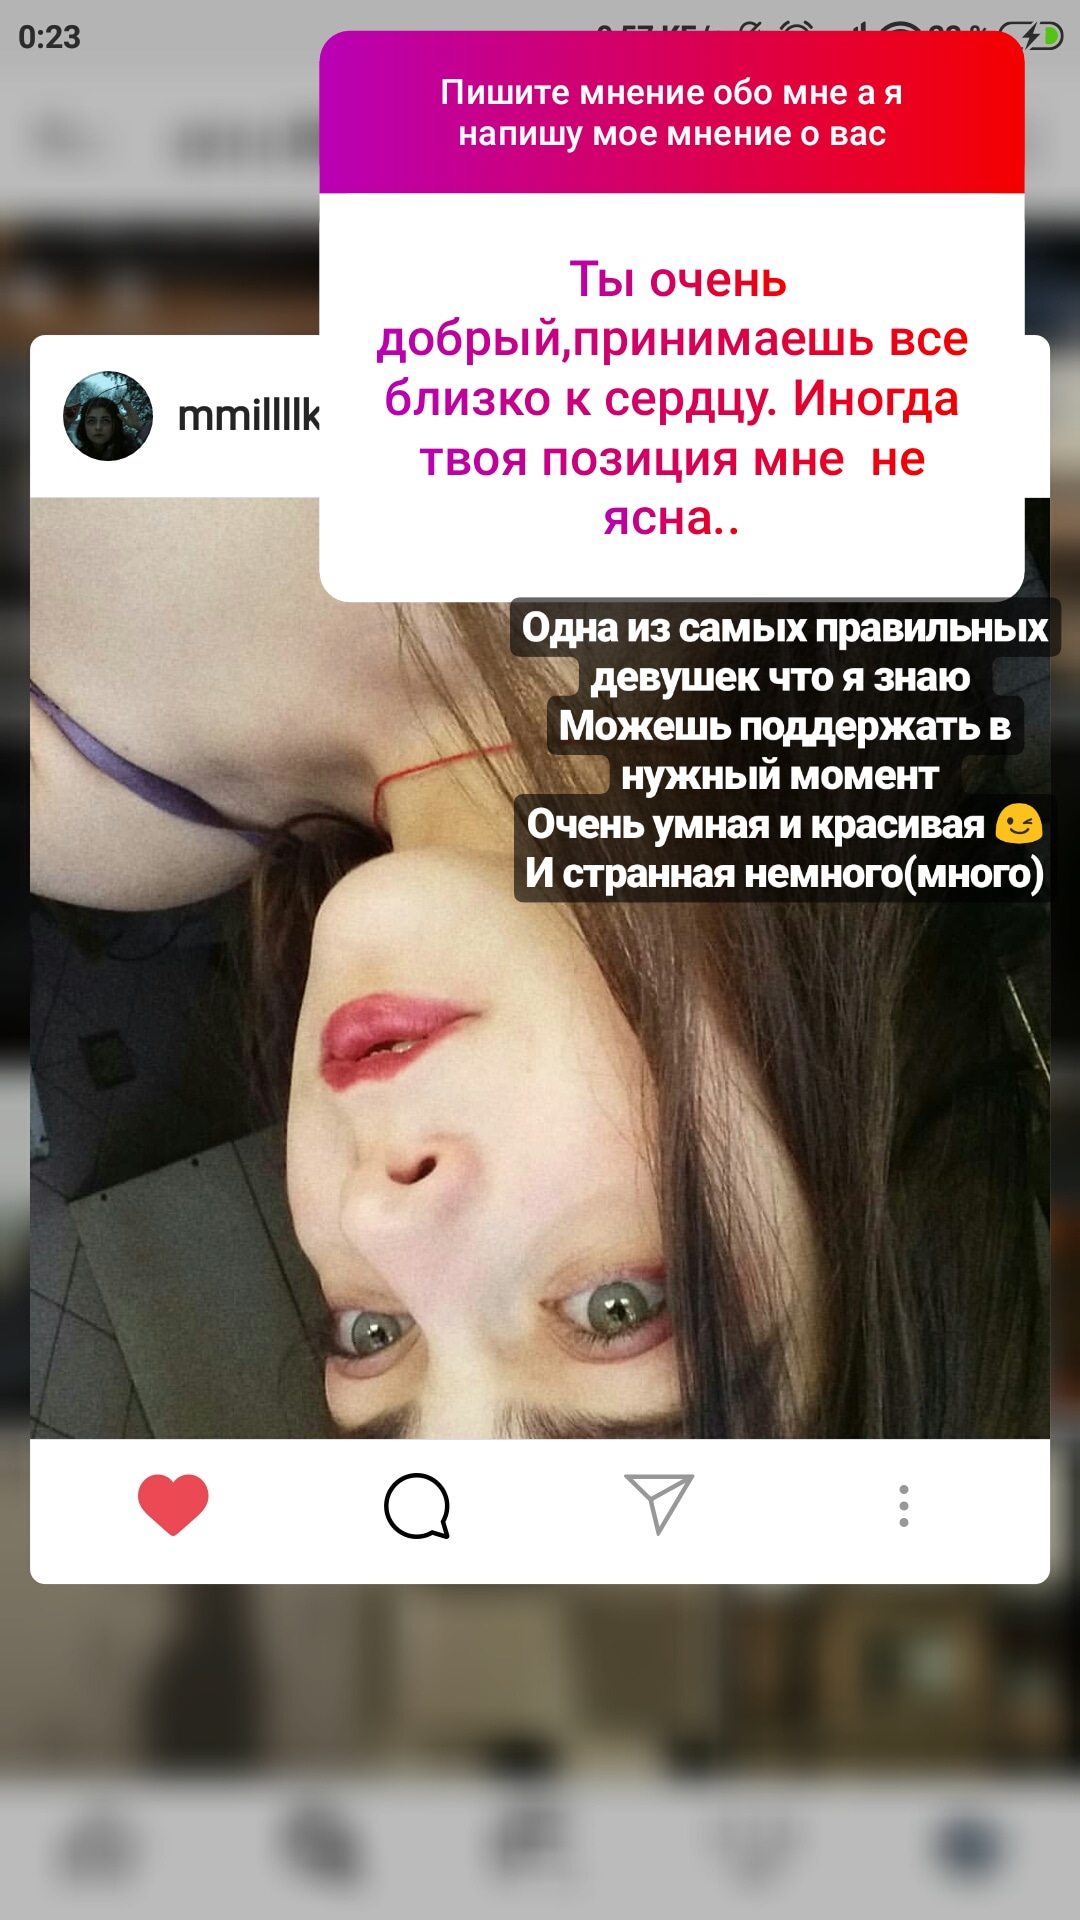 0:23
Пишите мнение обо мне а я
напишу мое мнение о вас
Ты очень
добрый,принимаешь все
близко к сердцу. Иногда
твоя позиция мне  не
ясна..
mmillllk
Одна из самых правильных
девушек что я знаю
Можешь поддержать в
нужный момент
Очень умная и красивая 😉
И странная немного(много)